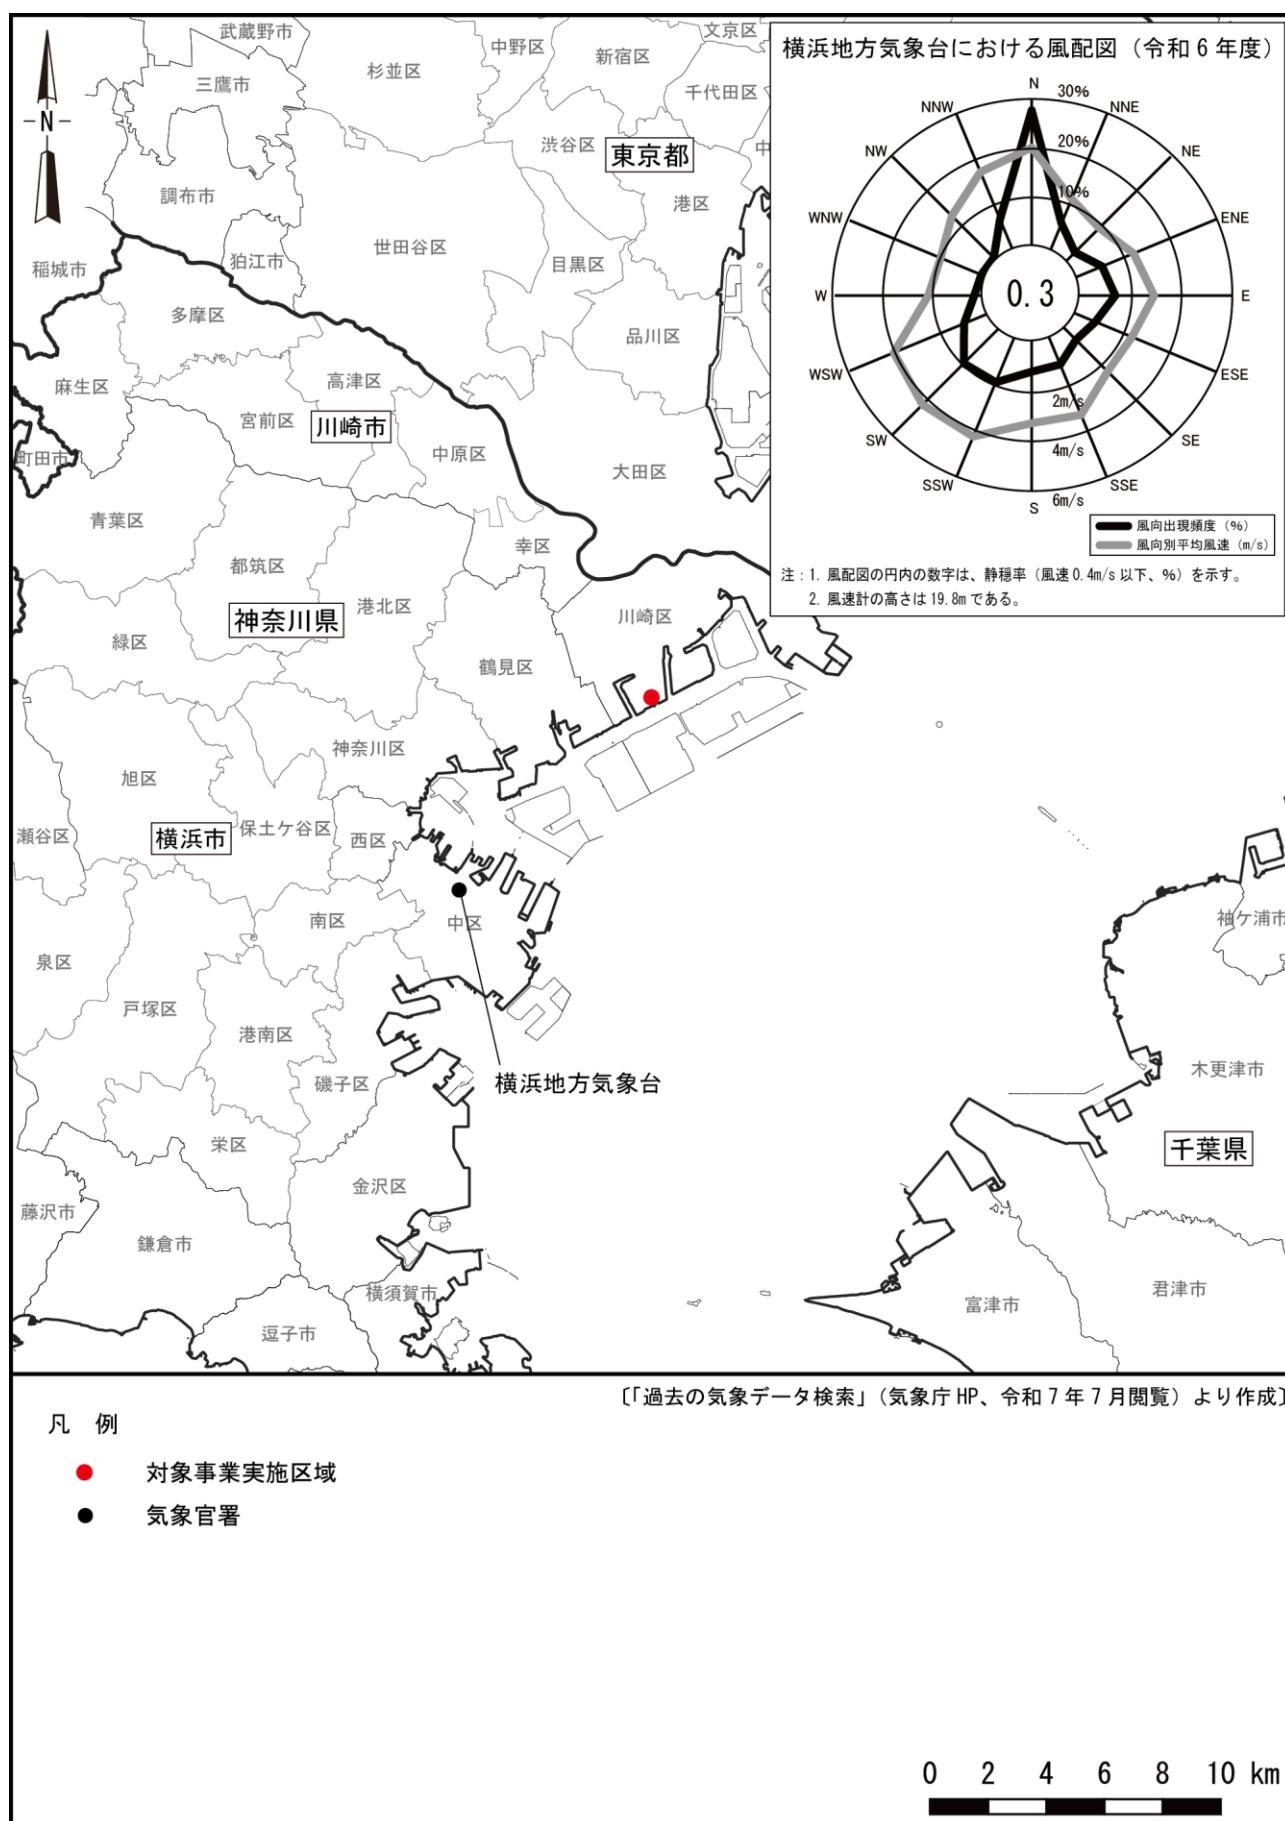 武蔵野市
中野区
新宿区
文京区
三鷹市
杉並区
千代田区
N
渋谷区
東京都
中
調布市
港区
世田谷区
目黒区
稲城市
狛江市
多摩区
品川区
麻生区
高津区
宮前区
川崎市
中原区
町田市
大田区
青葉区
都筑区
幸区
港北区
神奈川県
川崎区
緑区
鶴見区
神奈川区
旭区
瀬谷区
横浜市
保土ケ谷区
西区
南区
中区
泉区
戸塚区
港南区
磯子区
横浜地方気象台
袖ケ浦市
木更津市
栄区
千葉県
金沢区
藤沢市
鎌倉市
横須賀市
逗子市
富津市
君津市
横浜地方気象台における風配図（令和6年度）
N
30%
NNW
NNE
20%
NW
NE
10%
WNW
ENE
W
0.3
E
WSW
ESE
2m/s
SW
SE
4m/s
SSW
SSE
6m/s
S
風向出現頻度（%）
風向別平均風速（m/s）
注：1. 風配図の円内の数字は、静穏率（風速0.4m/s以下、%）を示す。
2. 風速計の高さは19.8mである。
〔「過去の気象データ検索」（気象庁HP、令和7年7月閲覧）より作成〕
凡 例
対象事業実施区域
気象官署
0 2 4 6 8 10 km